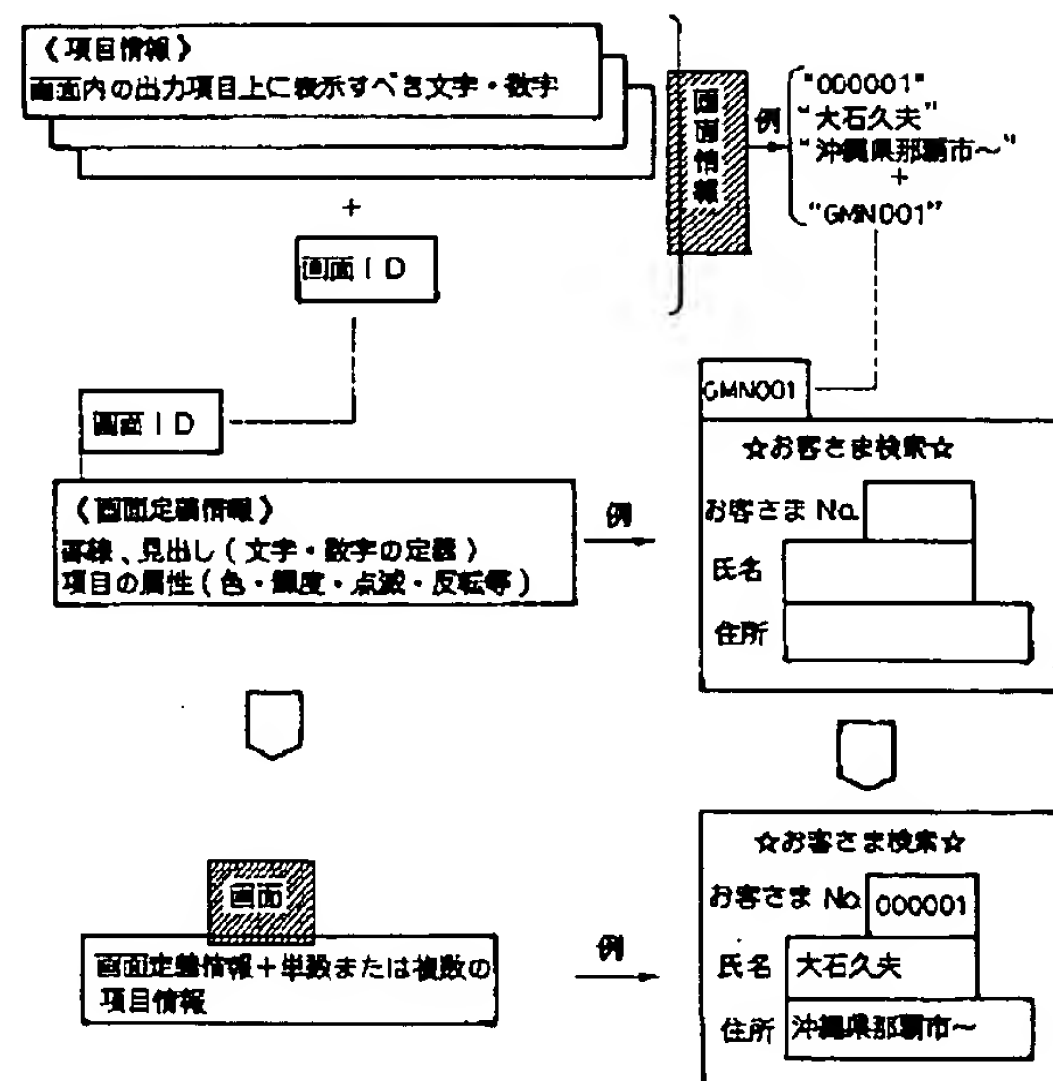 《項目情報》
画面内の出力項目上に表示すべき文字・数字
+
画面ID
画面情報
例
"000001"
"大石久夫"
"沖縄県那覇市～"
+
"GMN001"
画面ID
《画面定義情報》
罫線、見出し(文字・数字の定義)
項目の属性(色・輝度・点滅・反転等)
例
GMN001
☆お客さま検索☆
お客さま No.
氏名
住所
画面
画面定義情報+単数または複数の
項目情報
例
☆お客さま検索☆
お客さま No. 000001
氏名 大石久夫
住所 沖縄県那覇市～